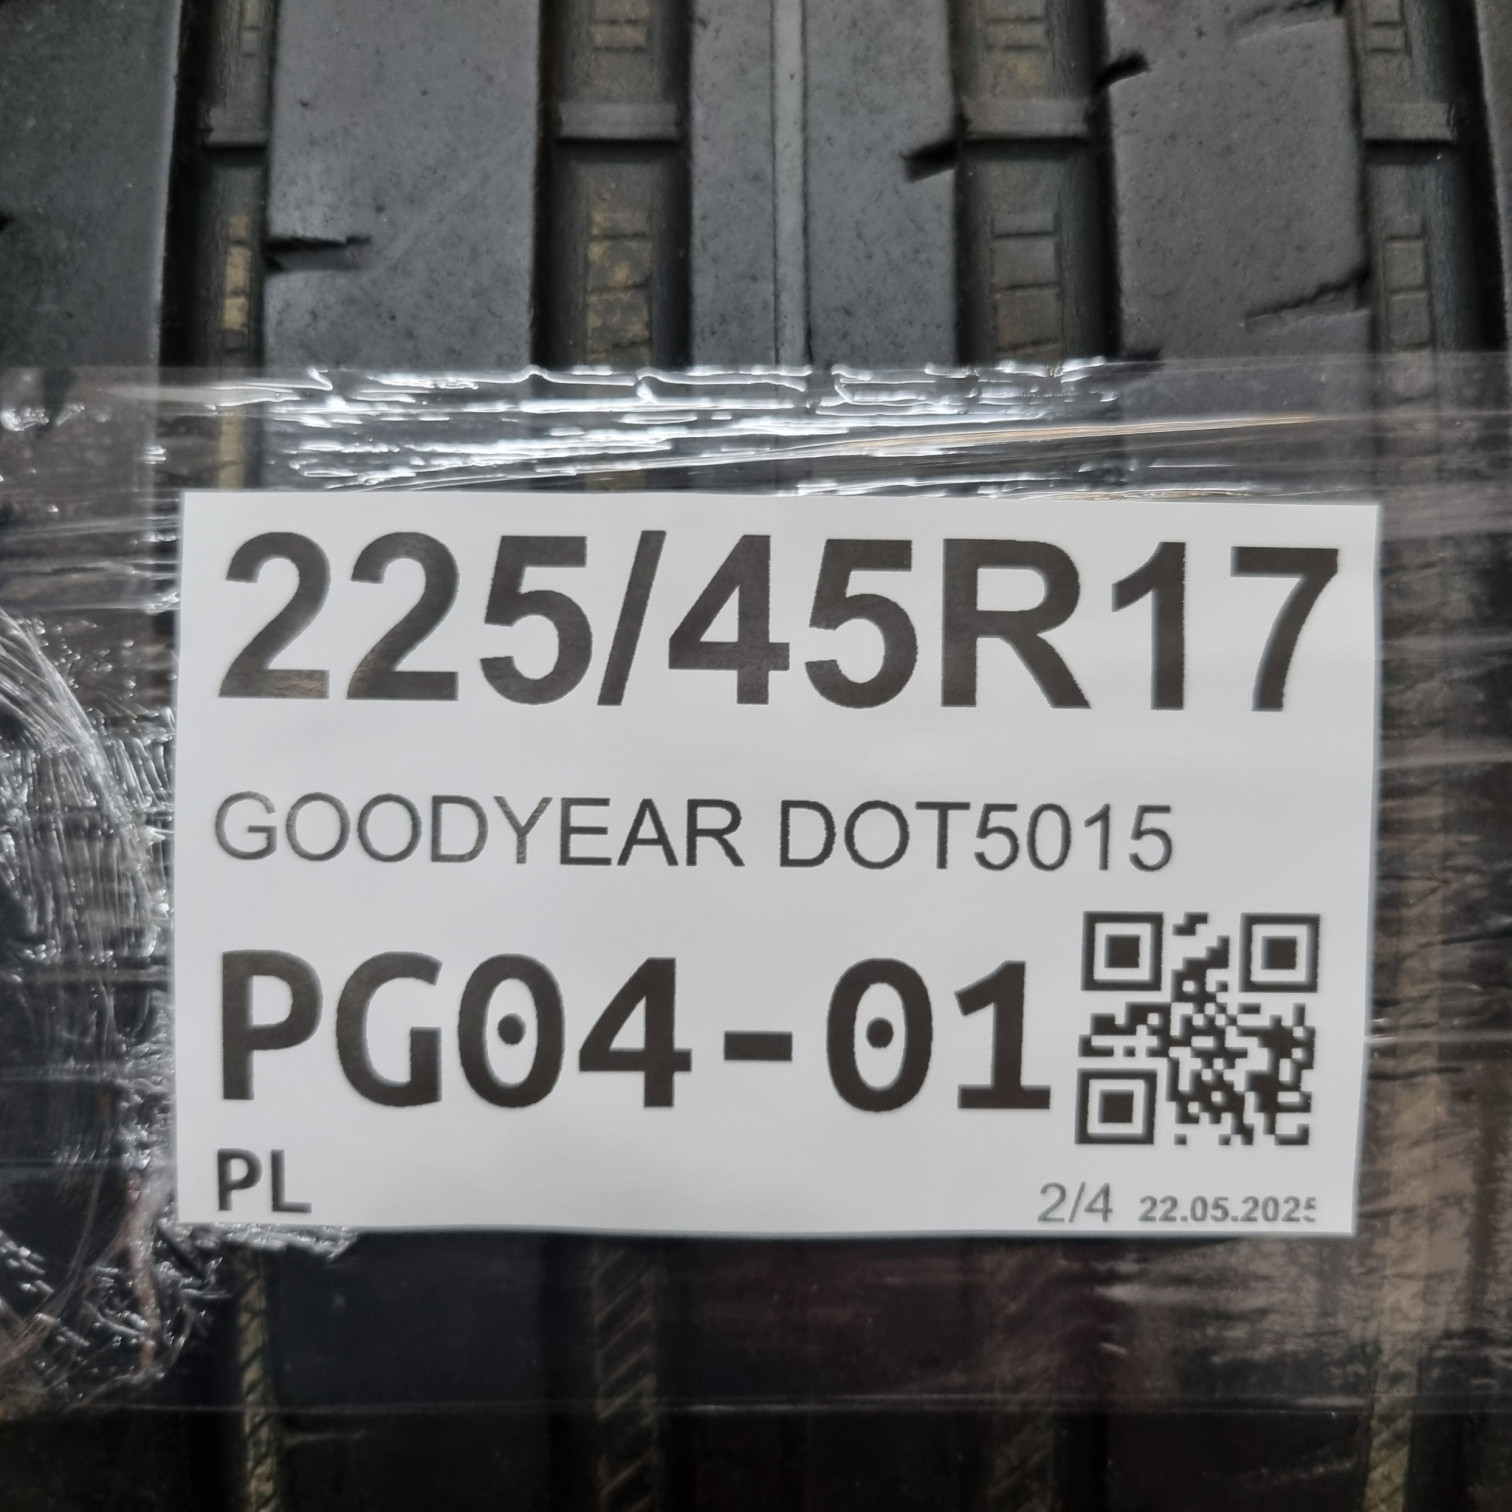 225/45R17
GOODYEAR DOT5015
PG04-01
PL
2/4 22.05.2025